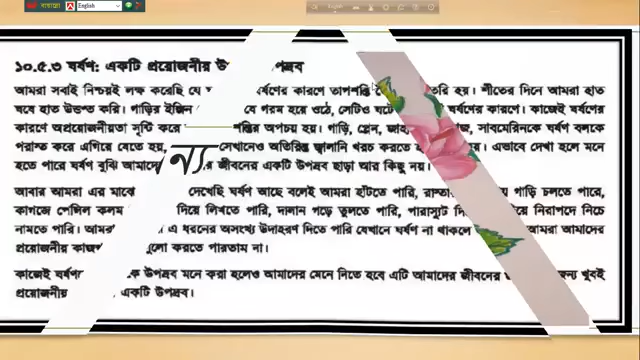 English
১০.৫.৩ ঘর্ষণ: একটি প্রয়োজনীয় উপদ্রব
আমরা সবাই নিশ্চয়ই লক্ষ করেছি যে ঘর্ষণের কারণে তাপশক্তি তৈরি হয়। শীতের দিনে আমরা হাত
ঘষে হাত উত্তপ্ত করি। গাড়ির ইঞ্জিন যে গরম হয়ে ওঠে, সেটিও ঘটে ঘর্ষণের কারণে। কাজেই ঘর্ষণের
কারণে অপ্রয়োজনীয়তা সৃষ্টি করে শক্তির অপচয় হয়। গাড়ি, প্লেন, সাবমেরিনকে ঘর্ষণ বলকে
পরাস্ত করে এগিয়ে যেতে হয়, সেখানেও অতিরিক্ত জ্বালানি খরচ করতে হয়। এভাবে দেখা হলে মনে
হতে পারে ঘর্ষণ বুঝি জীবনের একটি উপদ্রব ছাড়া আর কিছু নয়।
ন্য
আবার আমরা এর দেখেছি ঘর্ষণ আছে বলেই আমরা হাঁটতে পারি, গাড়ি চলতে পারে,
কাগজে পেন্সিল কলম দিয়ে লিখতে পারি, দালান গড়ে তুলতে পারি, প্যারাস্যুট দিয়ে নিরাপদে নিচে
নামতে পারি। এ ধরনের অসংখ্য উদাহরণ দিতে পারি যেখানে ঘর্ষণ না থাকলে আমরা আমাদের
প্রয়োজনীয় করতে পারতাম না।
কাজেই উপদ্রব মনে করা হলেও আমাদের মেনে নিতে হবে এটি আমাদের জীবনের খুবই
প্রয়োজনীয় একটি উপদ্রব।